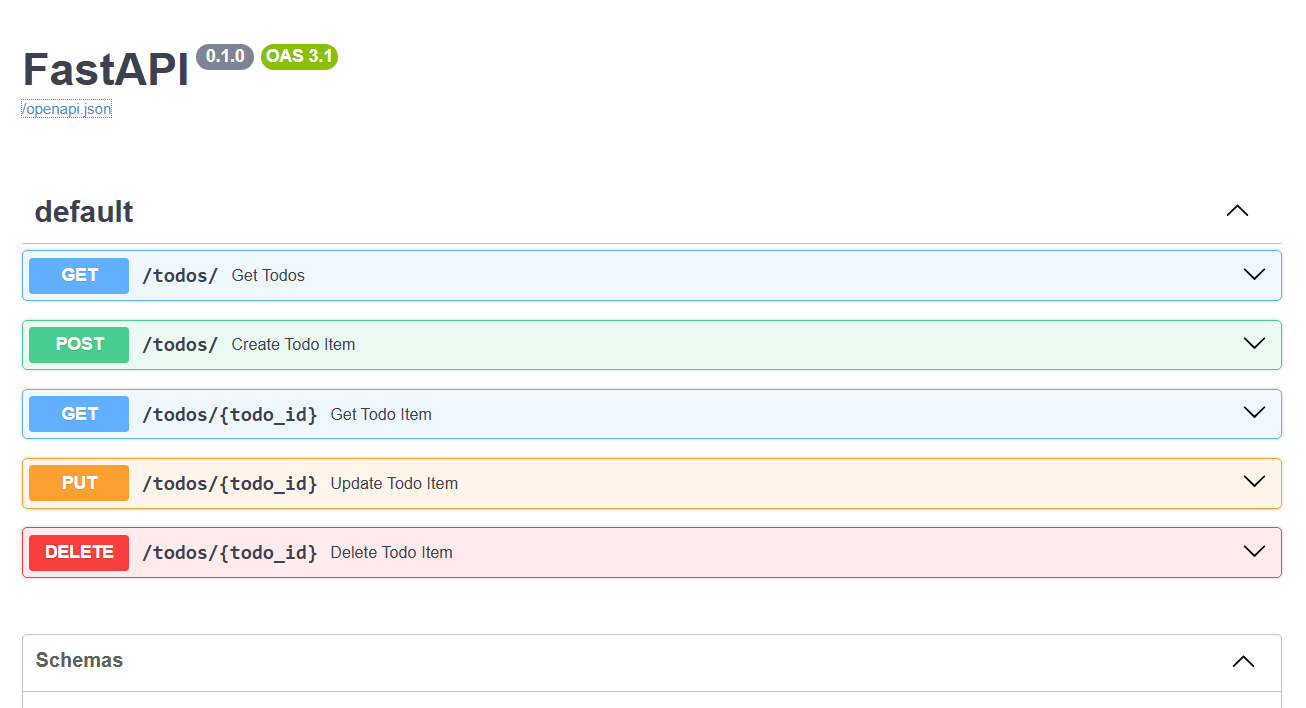 FastAPI 0.1.0 OAS 3.1
/openapi.json
default
GET /todos/ Get Todos
POST /todos/ Create Todo Item
GET /todos/{todo_id} Get Todo Item
PUT /todos/{todo_id} Update Todo Item
DELETE /todos/{todo_id} Delete Todo Item
Schemas